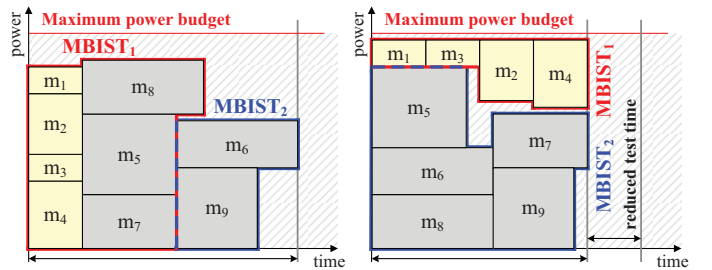 Maximum power budget
power
MBIST1
m1
m2
m3
m4
m8
m5
m7
MBIST2
m6
m9
time
Maximum power budget
power
m1
m3
m2
m4
MBIST1
m5
m6
m8
m7
m9
MBIST2
reduced test time
time